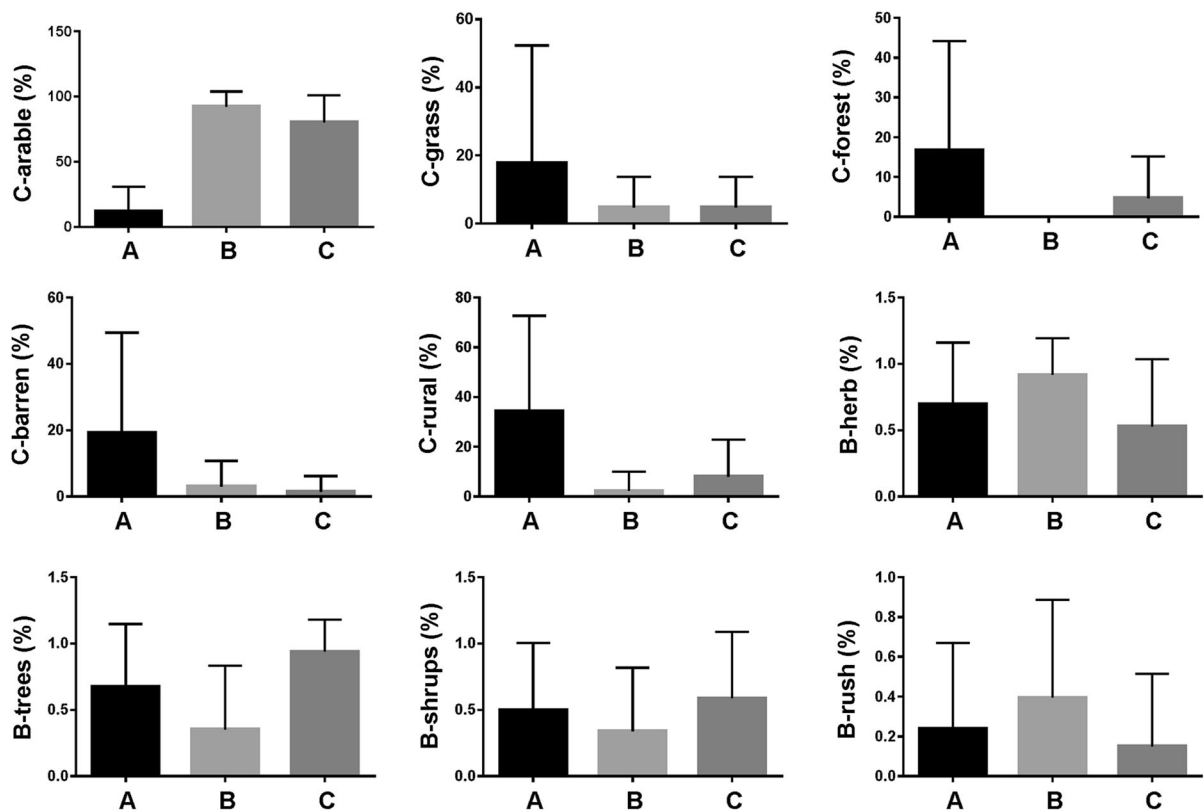 C-arable (%)
150
100
50
0
A B C
C-grass (%)
60
40
20
0
A B C
C-forest (%)
50
40
30
20
10
0
A B C
C-barren (%)
60
40
20
0
A B C
C-rural (%)
80
60
40
20
0
A B C
B-herb (%)
1.5
1.0
0.5
0.0
A B C
B-trees (%)
1.5
1.0
0.5
0.0
A B C
B-shrups (%)
1.5
1.0
0.5
0.0
A B C
B-rush (%)
1.0
0.8
0.6
0.4
0.2
0.0
A B C